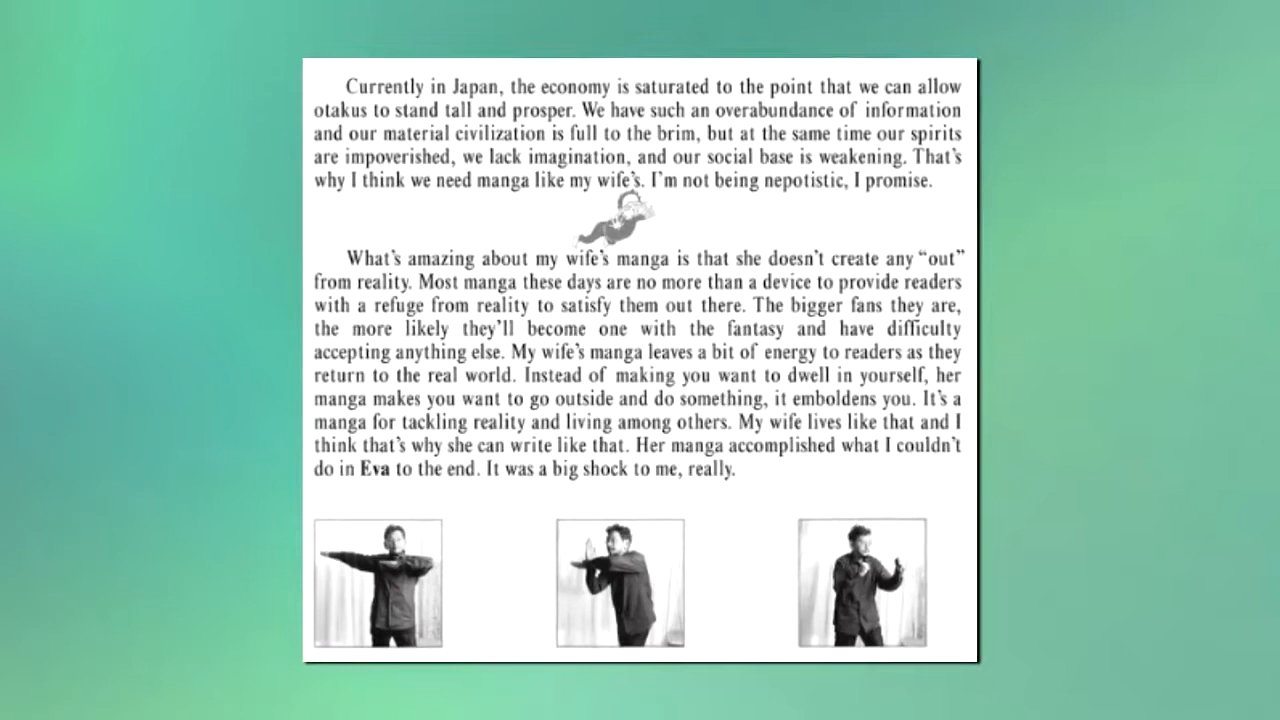 Currently in Japan, the economy is saturated to the point that we can allow
otakus to stand tall and prosper. We have such an overabundance of information
and our material civilization is full to the brim, but at the same time our spirits
are impoverished, we lack imagination, and our social base is weakening. That's
why I think we need manga like my wife's. I'm not being nepotistic, I promise.
What's amazing about my wife's manga is that she doesn't create any “out”
from reality. Most manga these days are no more than a device to provide readers
with a refuge from reality to satisfy them out there. The bigger fans they are,
the more likely they'll become one with the fantasy and have difficulty
accepting anything else. My wife's manga leaves a bit of energy to readers as they
return to the real world. Instead of making you want to dwell in yourself, her
manga makes you want to go outside and do something, it emboldens you. It's a
manga for tackling reality and living among others. My wife lives like that and I
think that's why she can write like that. Her manga accomplished what I couldn't
do in Eva to the end. It was a big shock to me, really.